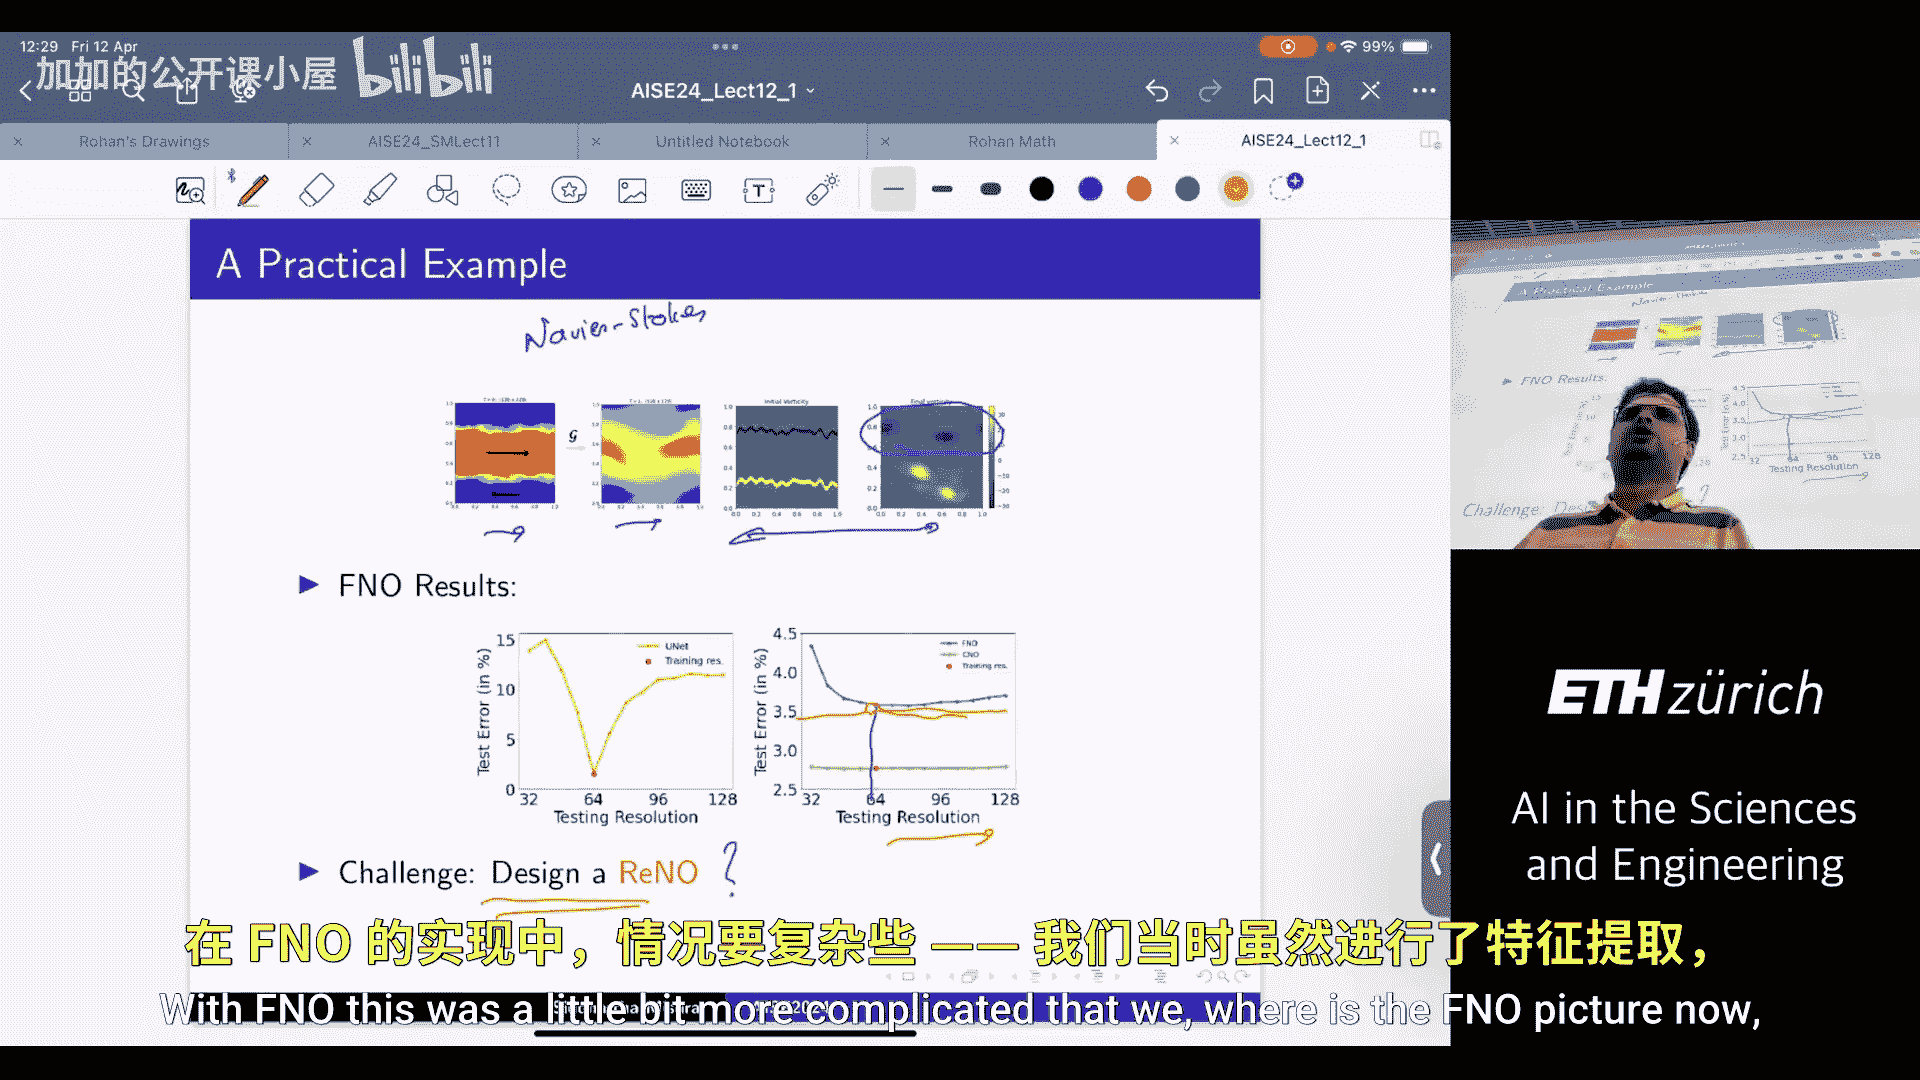 12:29 Fri 12 Apr
99%
加加的公开课小屋 bilibili
AISE24_Lect12_1
Rohan's Drawings
AISE24_SMLect11
Untitled Notebook
Rohan Math
AISE24_Lect12_1
A Practical Example
Navier-Stokes
Initial Vorticity
Final Vorticity
G
FNO Results:
Test Error (in %)
15
10
5
0
32 64 96 128
Testing Resolution
UNet
Training res.
Test Error (in %)
4.5
4.0
3.5
3.0
2.5
32 64 96 128
Testing Resolution
FNO
CNO
Training res.
Challenge: Design a ReNO ?
ETH zürich
AI in the Sciences
and Engineering
在 FNO 的实现中，情况要复杂些 —— 我们当时虽然进行了特征提取，
With FNO this was a little bit more complicated that we, where is the FNO picture now,